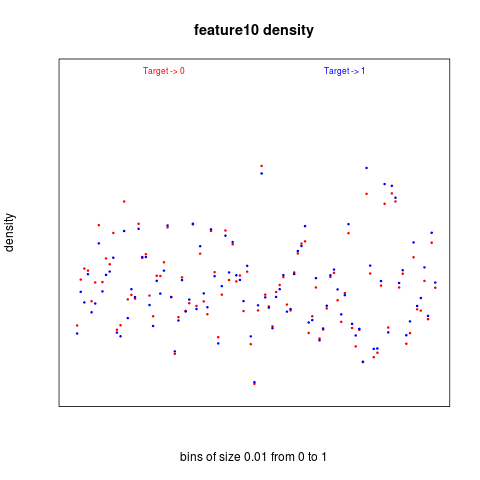 feature10 density
Target -> 0
Target -> 1
density
bins of size 0.01 from 0 to 1